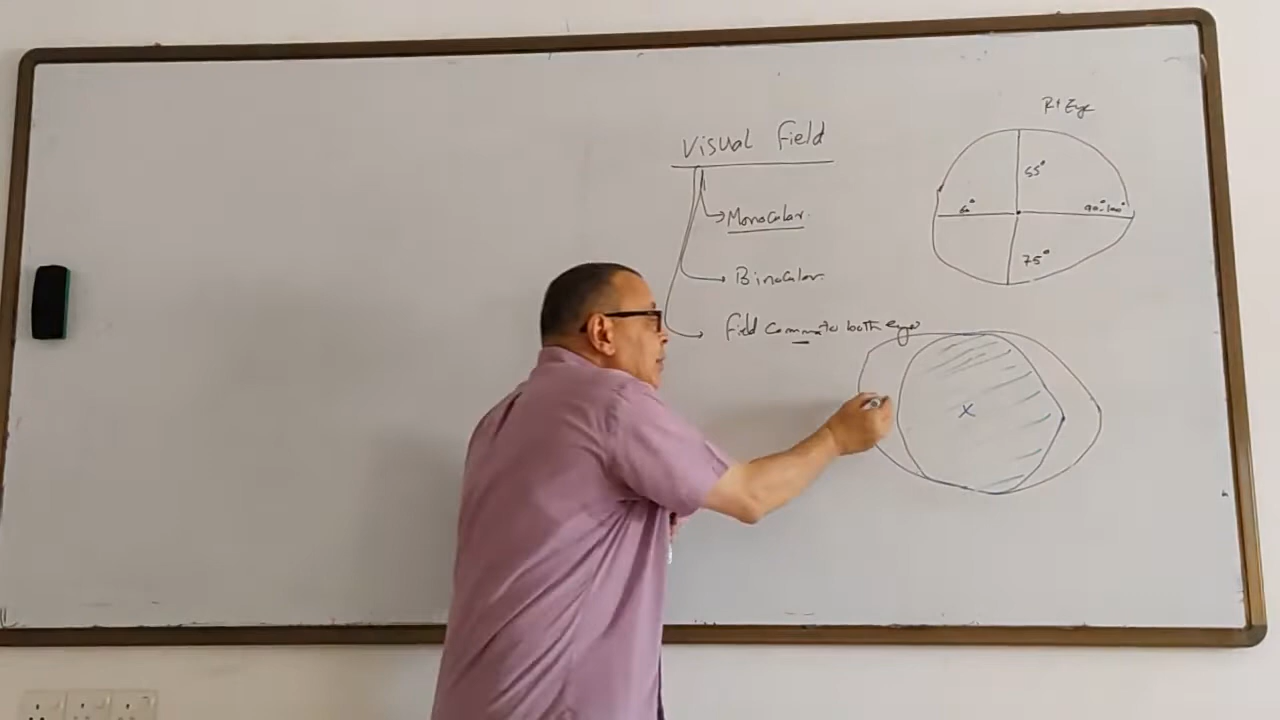 Visual Field
Monocular.
Binocular.
Field Common to both eyes
Rt Eye
55°
60°
90-100°
75°
X